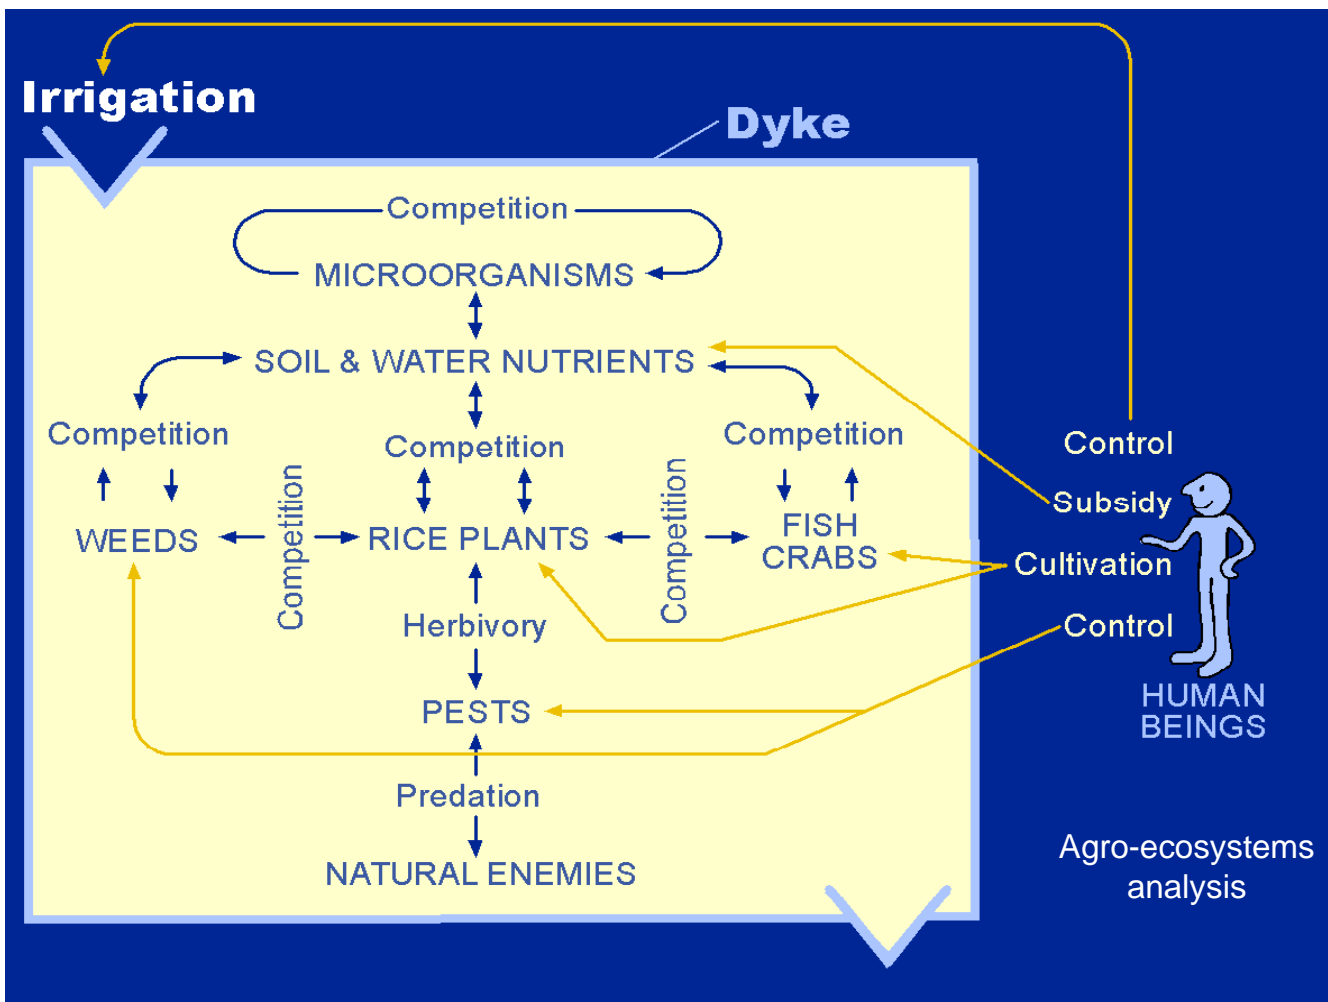 Irrigation
Dyke
Competition
MICROORGANISMS
SOIL & WATER NUTRIENTS
Competition
Competition
Competition
Control
Subsidy
Competition
Competition
WEEDS
RICE PLANTS
FISH
CRABS
Cultivation
Herbivory
Control
PESTS
HUMAN
BEINGS
Predation
NATURAL ENEMIES
Agro-ecosystems
analysis